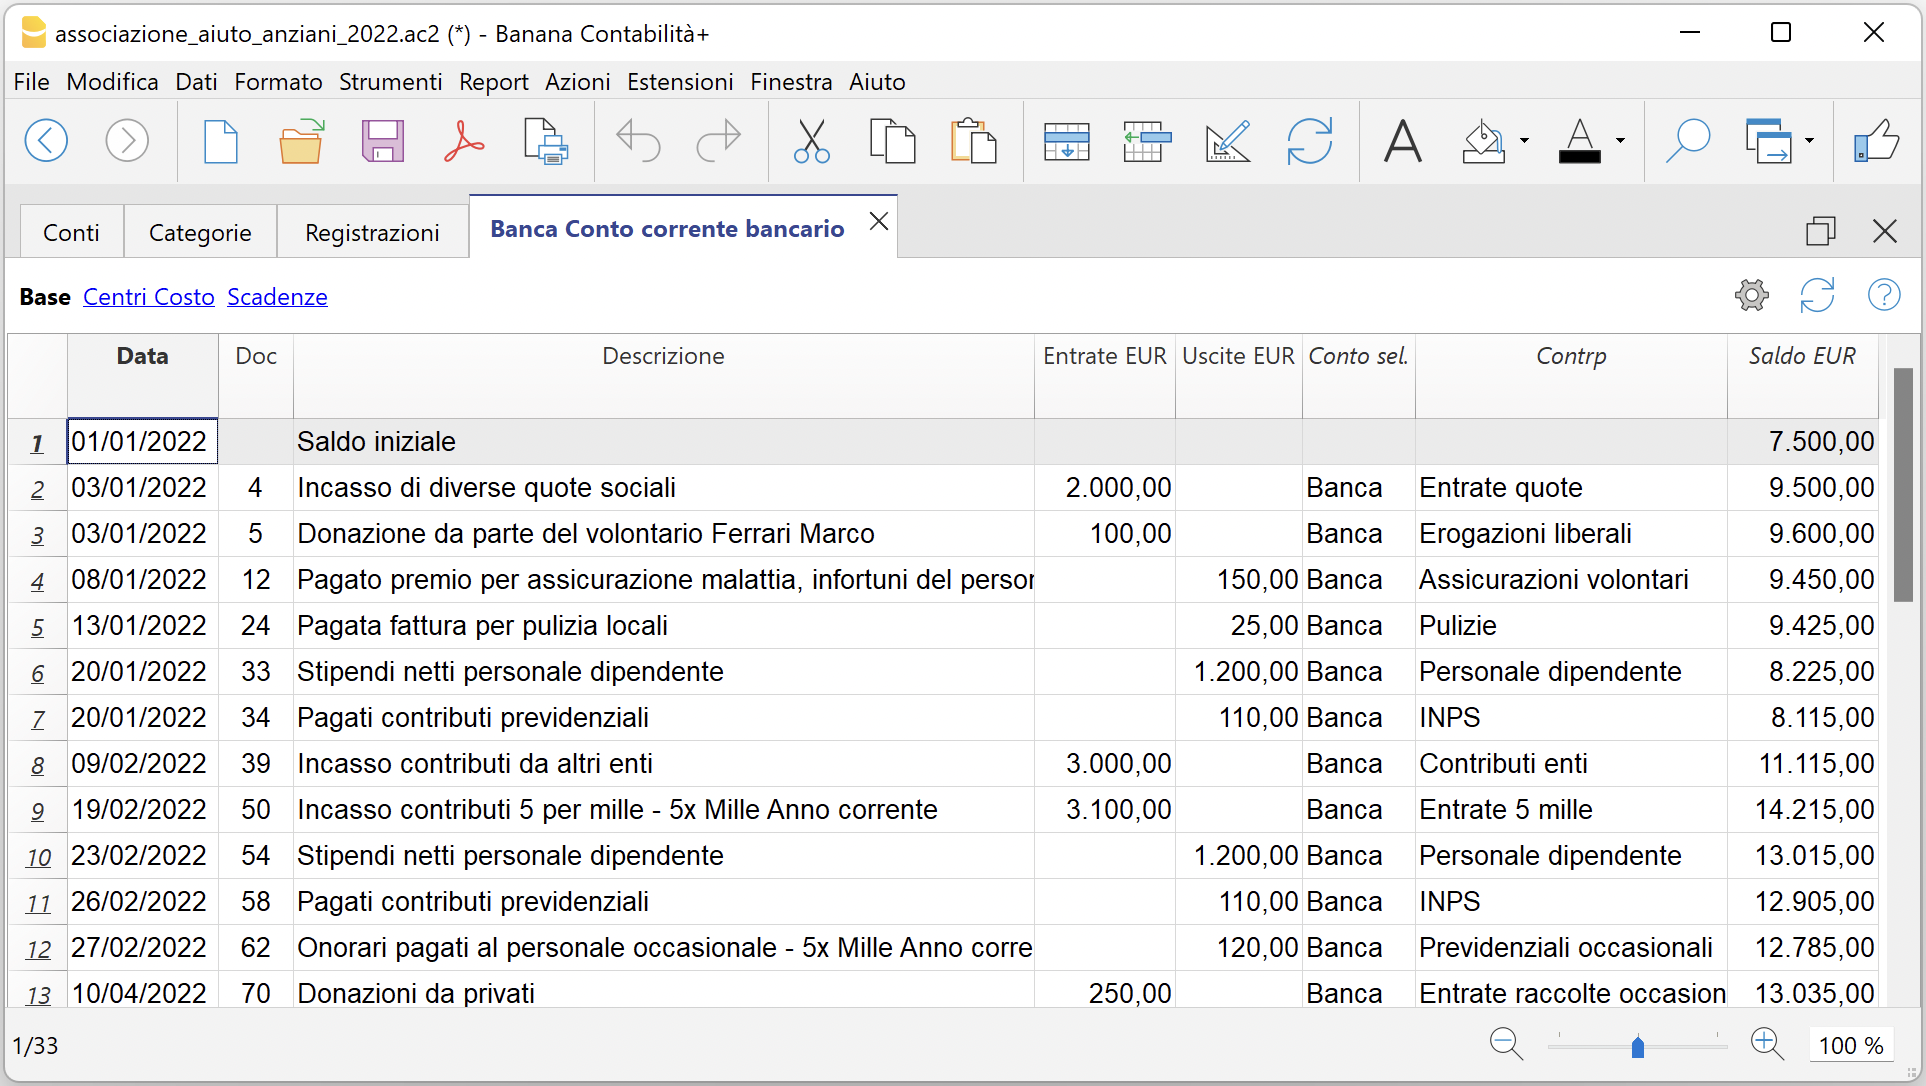 associazione_aiuto_anziani_2022.ac2 (*) - Banana Contabilità+
File Modifica Dati Formato Strumenti Report Azioni Estensioni Finestra Aiuto
Conti Categorie Registrazioni Banca Conto corrente bancario
Base Centri Costo Scadenze
Data Doc Descrizione Entrate EUR Uscite EUR Conto sel. Contrp Saldo EUR
1 01/01/2022 Saldo iniziale 7.500,00
2 03/01/2022 4 Incasso di diverse quote sociali 2.000,00 Banca Entrate quote 9.500,00
3 03/01/2022 5 Donazione da parte del volontario Ferrari Marco 100,00 Banca Erogazioni liberali 9.600,00
4 08/01/2022 12 Pagato premio per assicurazione malattia, infortuni del person 150,00 Banca Assicurazioni volontari 9.450,00
5 13/01/2022 24 Pagata fattura per pulizia locali 25,00 Banca Pulizie 9.425,00
6 20/01/2022 33 Stipendi netti personale dipendente 1.200,00 Banca Personale dipendente 8.225,00
7 20/01/2022 34 Pagati contributi previdenziali 110,00 Banca INPS 8.115,00
8 09/02/2022 39 Incasso contributi da altri enti 3.000,00 Banca Contributi enti 11.115,00
9 19/02/2022 50 Incasso contributi 5 per mille - 5x Mille Anno corrente 3.100,00 Banca Entrate 5 mille 14.215,00
10 23/02/2022 54 Stipendi netti personale dipendente 1.200,00 Banca Personale dipendente 13.015,00
11 26/02/2022 58 Pagati contributi previdenziali 110,00 Banca INPS 12.905,00
12 27/02/2022 62 Onorari pagati al personale occasionale - 5x Mille Anno corre 120,00 Banca Previdenziali occasionali 12.785,00
13 10/04/2022 70 Donazioni da privati 250,00 Banca Entrate raccolte occasion 13.035,00
1/33 100 %